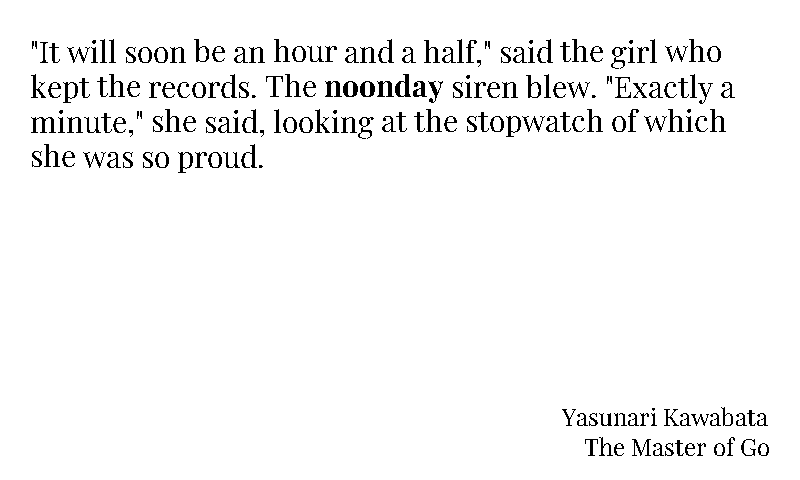 "It will soon be an hour and a half," said the girl who
kept the records. The noonday siren blew. "Exactly a
minute," she said, looking at the stopwatch of which
she was so proud.
Yasunari Kawabata
The Master of Go